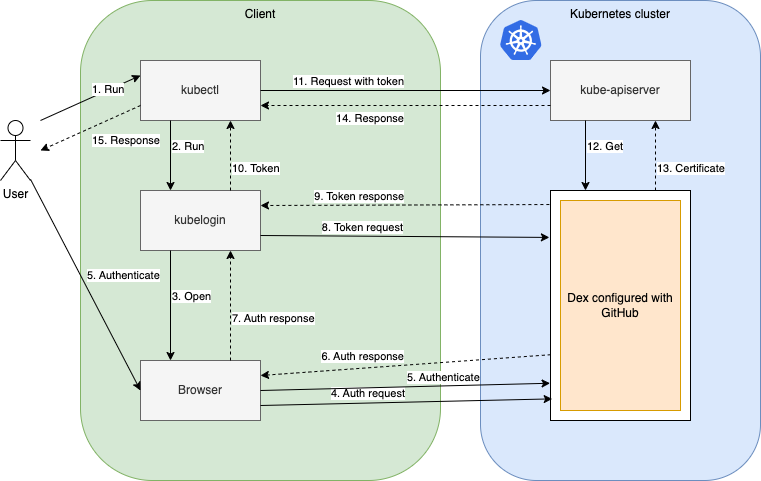 Client
Kubernetes cluster
kubectl
11. Request with token
kube-apiserver
1. Run
14. Response
15. Response
2. Run
12. Get
10. Token
13. Certificate
User
9. Token response
kubelogin
8. Token request
5. Authenticate
3. Open
Dex configured with
GitHub
7. Auth response
6. Auth response
5. Authenticate
Browser
4. Auth request